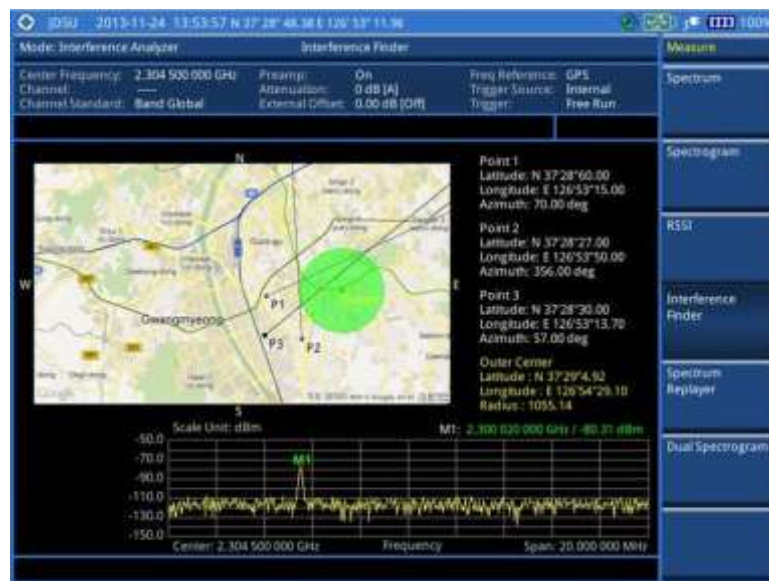 JDSU 2013-11-24 13:53:57 N 37°28" 48.38 E 126°53" 11.96 100%
Mode: Interference Analyzer Interference Finder Measure
Center Frequency: 2.304 500 000 GHz Preamp: On Freq Reference: GPS
Channel: ---- Attenuation: 0 dB [A] Trigger Source: Internal
Channel Standard: Band Global External Offset: 0.00 dB [Off] Trigger: Free Run
Spectrum
Spectrogram
RSSI
Interference
Finder
Spectrum
Replayer
Dual Spectrogram
N
W
E
S
Gwangmyeong
P1
P2
P3
Point 1
Latitude: N 37°28"60.00
Longitude: E 126°53"15.00
Azimuth: 70.00 deg
Point 2
Latitude: N 37°28"27.00
Longitude: E 126°53"50.00
Azimuth: 356.00 deg
Point 3
Latitude: N 37°28"30.00
Longitude: E 126°53"13.70
Azimuth: 57.00 deg
Outer Center
Latitude : N 37°29"4.92
Longitude : E 126°54"29.10
Radius : 1055.14
Scale Unit: dBm M1: 2.300 020 000 GHz / -80.31 dBm
-50.0
-70.0
-90.0
-110.0
-130.0
-150.0
M1
Center: 2.304 500 000 GHz Frequency Span: 20.000 000 MHz